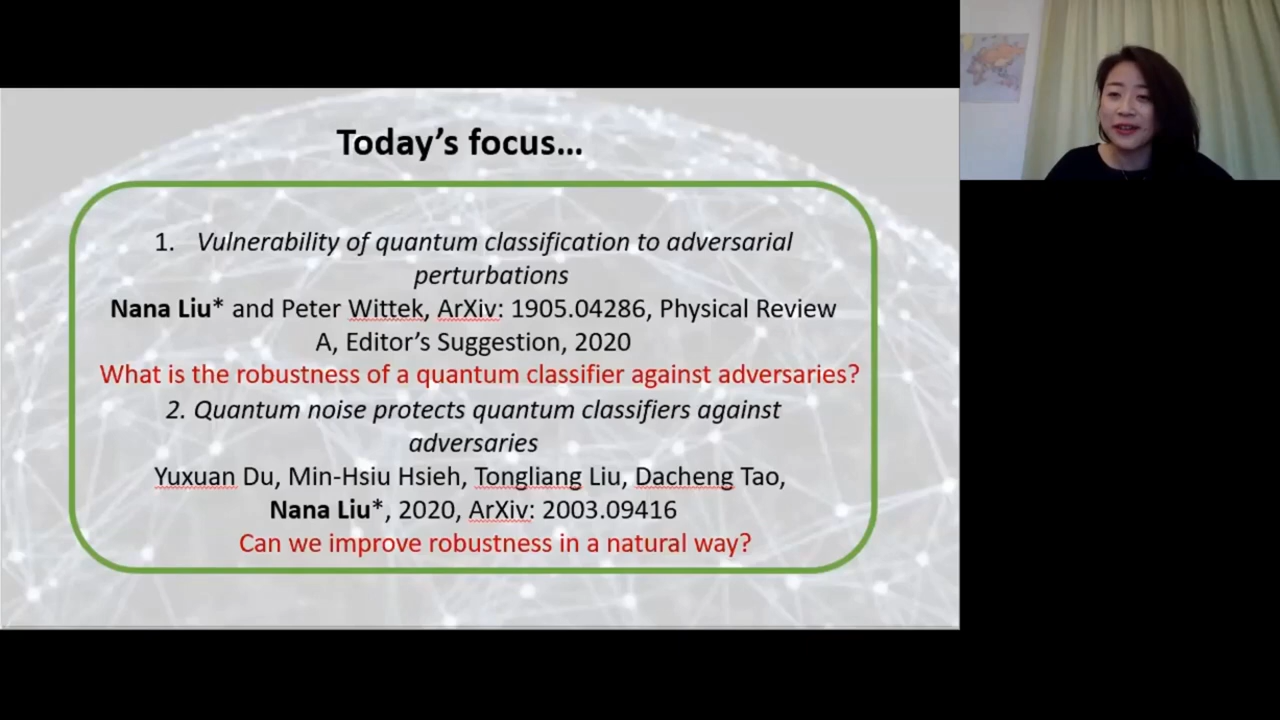 Today's focus...
1. Vulnerability of quantum classification to adversarial
perturbations
Nana Liu* and Peter Wittek, ArXiv: 1905.04286, Physical Review
A, Editor's Suggestion, 2020
What is the robustness of a quantum classifier against adversaries?
2. Quantum noise protects quantum classifiers against
adversaries
Yuxuan Du, Min-Hsiu Hsieh, Tongliang Liu, Dacheng Tao,
Nana Liu*, 2020, ArXiv: 2003.09416
Can we improve robustness in a natural way?